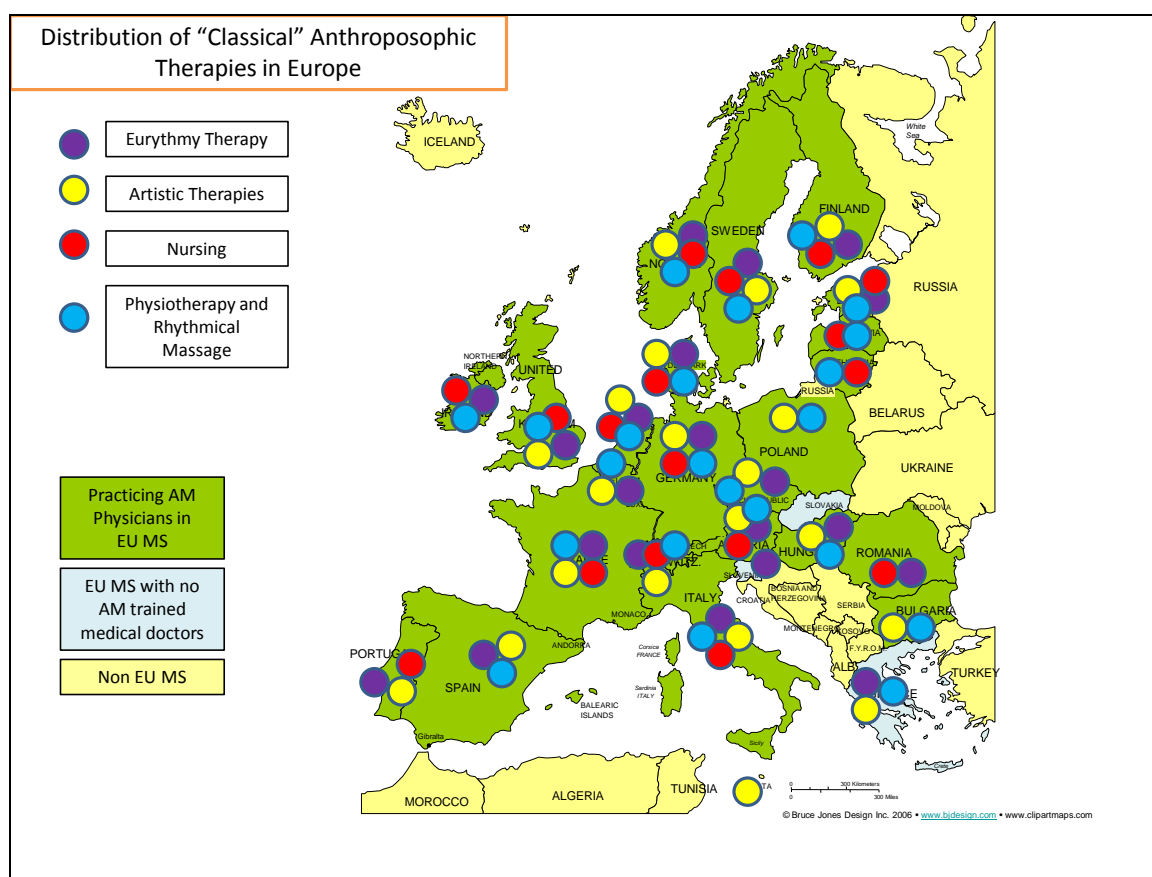 Distribution of “Classical” Anthroposophic
Therapies in Europe
Eurythmy Therapy
Artistic Therapies
Nursing
Physiotherapy and
Rhythmical
Massage
Practicing AM
Physicians in
EU MS
EU MS with no
AM trained
medical doctors
Non EU MS
ICELAND
White
Sea
FINLAND
SWEDEN
RUSSIA
NORTHERN
IRELAND
UNITED
RUSSIA
BELARUS
POLAND
UKRAINE
GERMANY
SLOVAKIA
MOLDOVA
ROMANIA
SWITZ.
ITALY
CROATIA
BOSNIA AND
HERZEGOVINA
SERBIA
BULGARIA
MONTENEGRO
KOSOVO
F.Y.R.O.M.
MONACO
ANDORRA
Corsica
FRANCE
Sardinia
ITALY
TURKEY
SPAIN
BALEARIC
ISLANDS
Gibralta
Sicily
Crete
MOROCCO
ALGERIA
TUNISIA
0 300 Kilometers
0 300 Miles
© Bruce Jones Design Inc. 2006 • www.bjdesign.com • www.clipartmaps.com